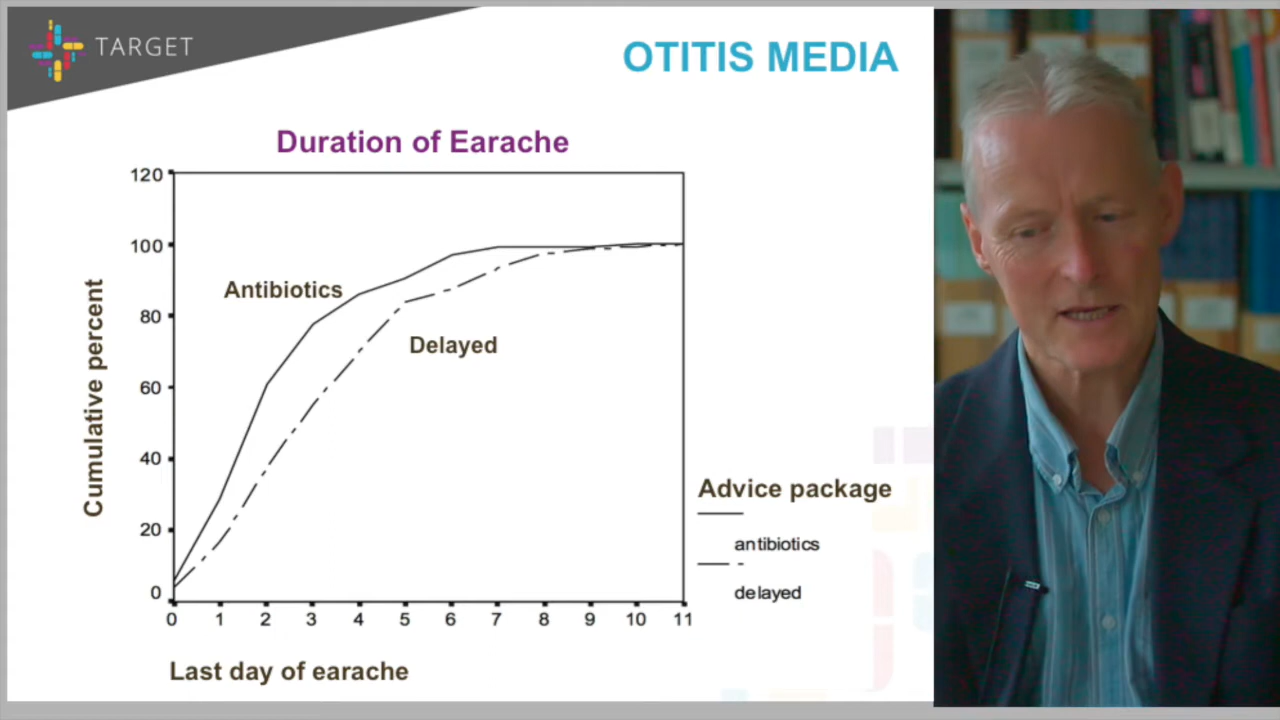 TARGET
OTITIS MEDIA
Duration of Earache
120
100
80
60
40
20
0
Cumulative percent
Antibiotics
Delayed
0 1 2 3 4 5 6 7 8 9 10 11
Last day of earache
Advice package
antibiotics
delayed